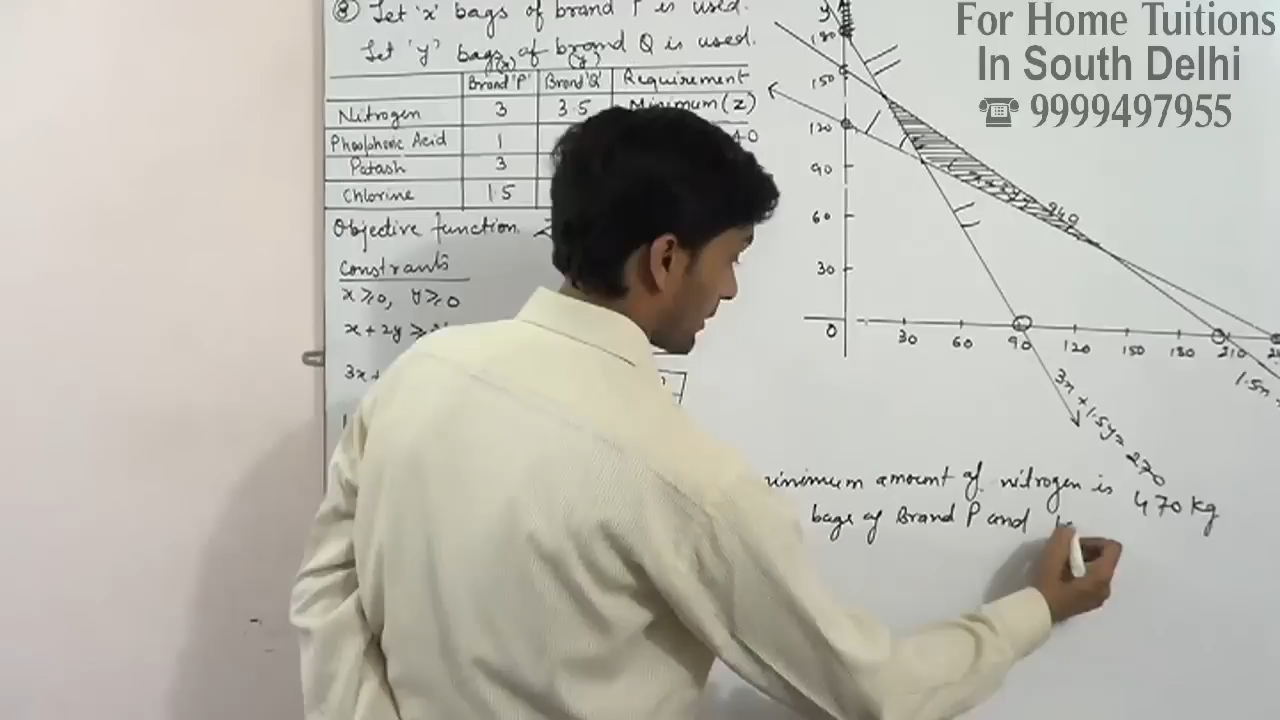 ⑧ Let 'x' bags of brand P is used.
Let 'y' bags of brand Q is used.
(x) (y)
Brand 'P' Brand 'Q' Requirement
Nitrogen 3 3.5 Minimum (z)
Phosphoric Acid 1
Potash 3
Chlorine 1.5
Objective function
Constrants
x ≥ 0, y ≥ 0
x + 2y ≥
3x +
y
180
150
120
90
60
30
0
30 60 90 120 150 180 210
240
3x + 1.5y = 270
1.5x
minimum amount of nitrogen is 470 kg
bags of Brand P and
For Home Tuitions
In South Delhi
☎ 9999497955